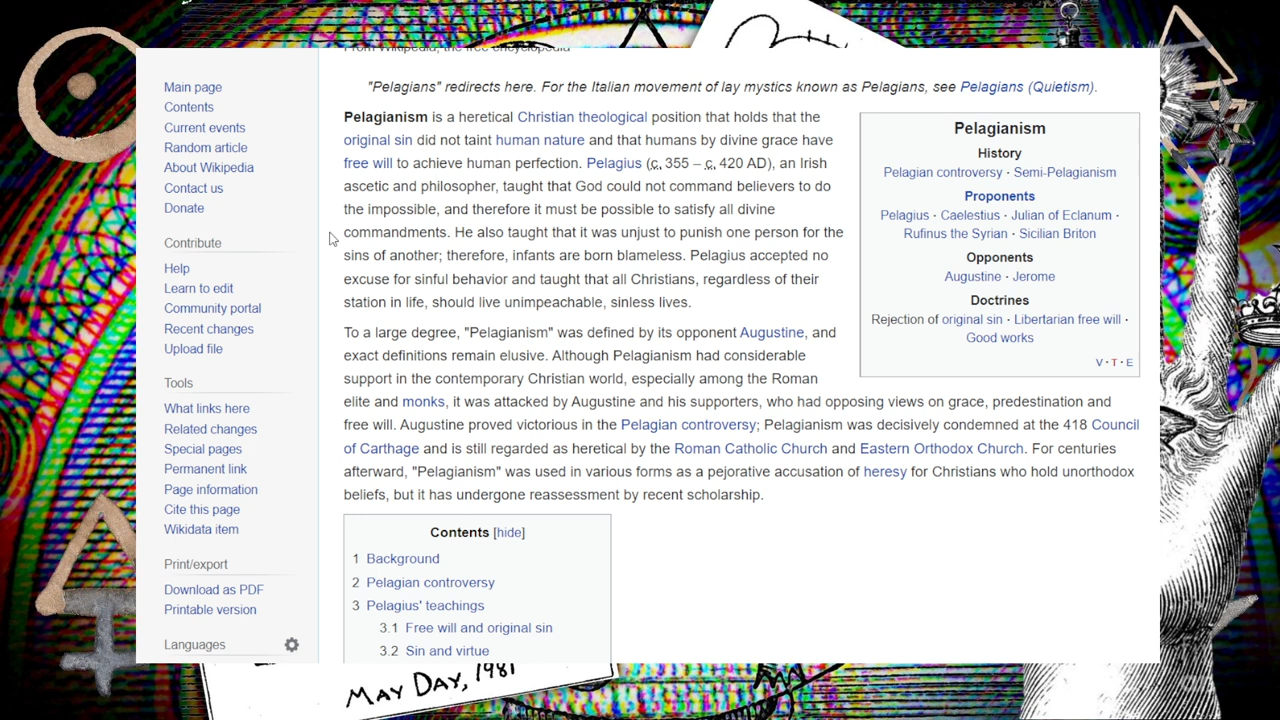 From Wikipedia, the free encyclopedia
"Pelagians" redirects here. For the Italian movement of lay mystics known as Pelagians, see Pelagians (Quietism).
Main page
Contents
Current events
Random article
About Wikipedia
Contact us
Donate
Contribute
Help
Learn to edit
Community portal
Recent changes
Upload file
Tools
What links here
Related changes
Special pages
Permanent link
Page information
Cite this page
Wikidata item
Print/export
Download as PDF
Printable version
Languages
Pelagianism is a heretical Christian theological position that holds that the
original sin did not taint human nature and that humans by divine grace have
free will to achieve human perfection. Pelagius (c. 355 – c. 420 AD), an Irish
ascetic and philosopher, taught that God could not command believers to do
the impossible, and therefore it must be possible to satisfy all divine
commandments. He also taught that it was unjust to punish one person for the
sins of another; therefore, infants are born blameless. Pelagius accepted no
excuse for sinful behavior and taught that all Christians, regardless of their
station in life, should live unimpeachable, sinless lives.
To a large degree, "Pelagianism" was defined by its opponent Augustine, and
exact definitions remain elusive. Although Pelagianism had considerable
support in the contemporary Christian world, especially among the Roman
elite and monks, it was attacked by Augustine and his supporters, who had opposing views on grace, predestination and
free will. Augustine proved victorious in the Pelagian controversy; Pelagianism was decisively condemned at the 418 Council
of Carthage and is still regarded as heretical by the Roman Catholic Church and Eastern Orthodox Church. For centuries
afterward, "Pelagianism" was used in various forms as a pejorative accusation of heresy for Christians who hold unorthodox
beliefs, but it has undergone reassessment by recent scholarship.
Pelagianism
History
Pelagian controversy · Semi-Pelagianism
Proponents
Pelagius · Caelestius · Julian of Eclanum ·
Rufinus the Syrian · Sicilian Briton
Opponents
Augustine · Jerome
Doctrines
Rejection of original sin · Libertarian free will ·
Good works
V · T · E
Contents [hide]
1 Background
2 Pelagian controversy
3 Pelagius' teachings
3.1 Free will and original sin
3.2 Sin and virtue
MAY DAY, 1981